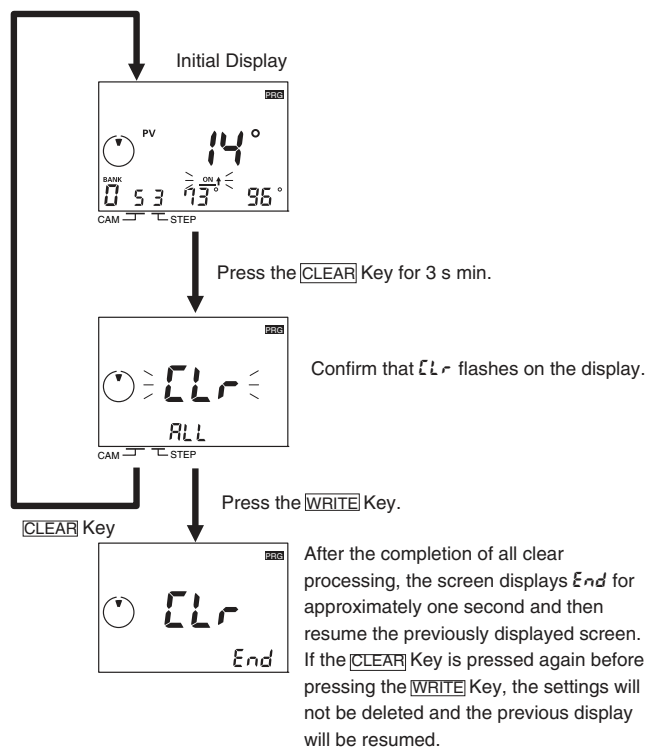 Initial Display
PRG
PV
14°
BANK
ON
0 5 3 73° 96°
CAM STEP
Press the CLEAR Key for 3 s min.
PRG
CLr
Confirm that CLr flashes on the display.
ALL
CAM STEP
Press the WRITE Key.
CLEAR Key
PRG
CLr
End
After the completion of all clear
processing, the screen displays End for
approximately one second and then
resume the previously displayed screen.
If the CLEAR Key is pressed again before
pressing the WRITE Key, the settings will
not be deleted and the previous display
will be resumed.